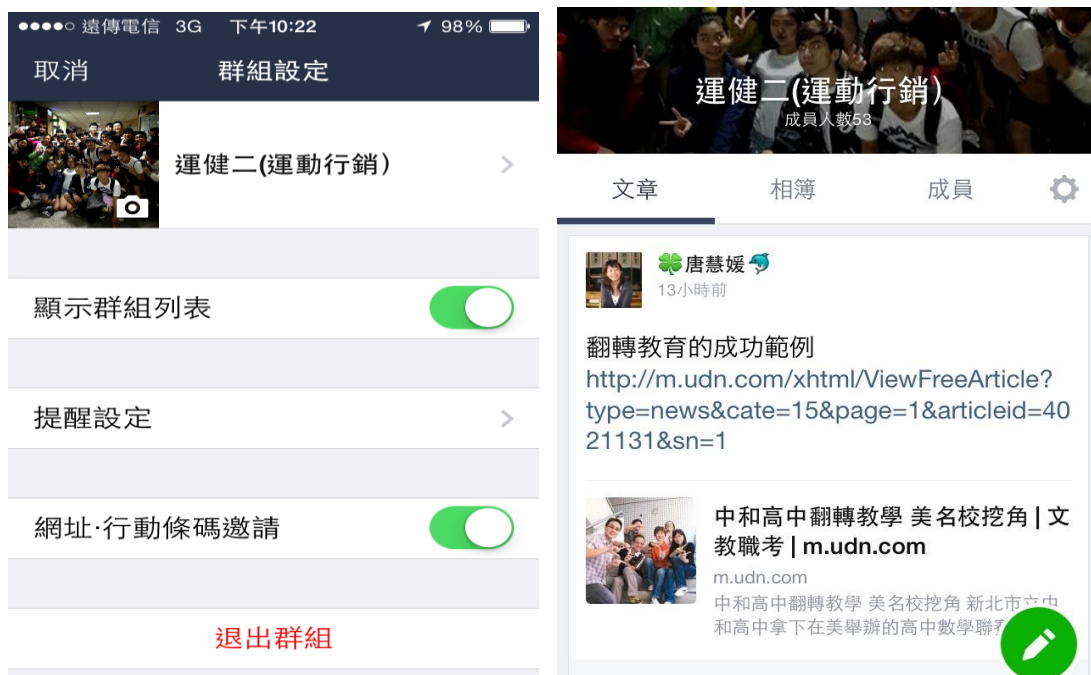 遠傳電信 3G 下午10:22 98%
取消 群組設定
運健二(運動行銷)
顯示群組列表
提醒設定
網址·行動條碼邀請
退出群組
運健二(運動行銷)
成員人數53
文章 相簿 成員
🍀唐慧媛🐬
13小時前
翻轉教育的成功範例
http://m.udn.com/xhtml/ViewFreeArticle?
type=news&cate=15&page=1&articleid=40
21131&sn=1
中和高中翻轉教學 美名校挖角 | 文
教職考 | m.udn.com
m.udn.com
中和高中翻轉教學 美名校挖角 新北市立中
和高中拿下在美舉辦的高中數學聯